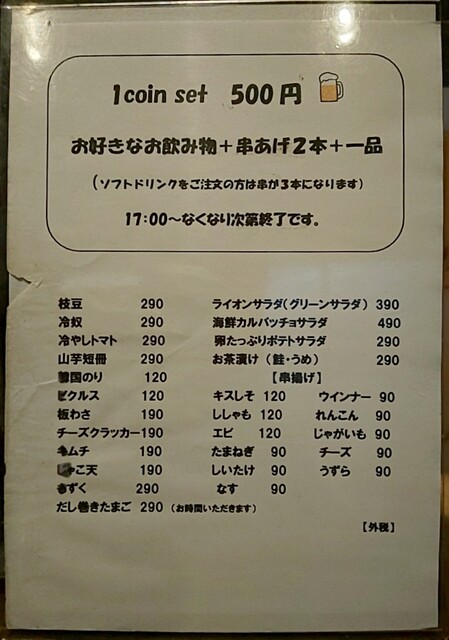 1coin set 500円
お好きなお飲み物+串あげ2本+一品
(ソフトドリンクをご注文の方は串が3本になります)
17:00～なくなり次第終了です。
枝豆 290
冷奴 290
冷やしトマト 290
山芋短冊 290
韓国のり 120
ピクルス 120
板わさ 190
チーズクラッカー190
キムチ 190
じゃこ天 190
もずく 290
だし巻きたまご 290 (お時間いただきます)
ライオンサラダ(グリーンサラダ) 390
海鮮カルパッチョサラダ 490
卵たっぷりポテトサラダ 290
お茶漬け (鮭・うめ) 290
【串揚げ】
キスしそ 120 ウインナー 90
ししゃも 120 れんこん 90
エビ 120 じゃがいも 90
たまねぎ 90 チーズ 90
しいたけ 90 うずら 90
なす 90
【外税】